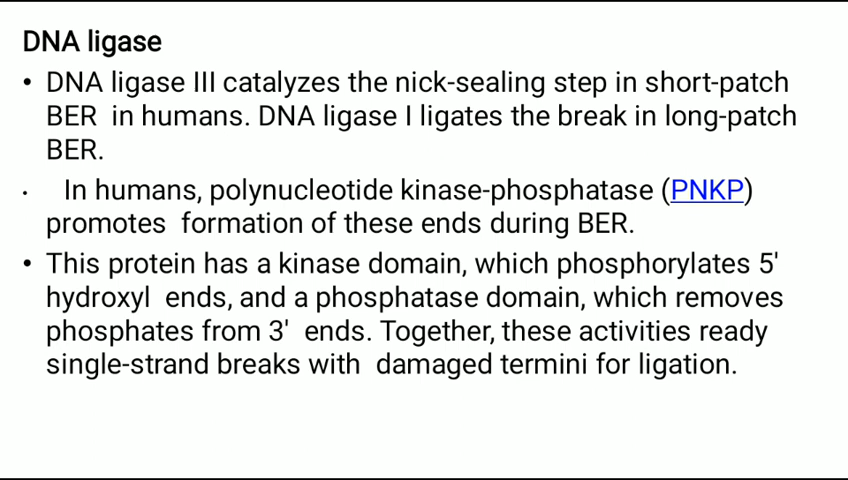 DNA ligase
• DNA ligase III catalyzes the nick-sealing step in short-patch
BER in humans. DNA ligase I ligates the break in long-patch
BER.
• In humans, polynucleotide kinase-phosphatase (PNKP)
promotes formation of these ends during BER.
• This protein has a kinase domain, which phosphorylates 5'
hydroxyl ends, and a phosphatase domain, which removes
phosphates from 3' ends. Together, these activities ready
single-strand breaks with damaged termini for ligation.